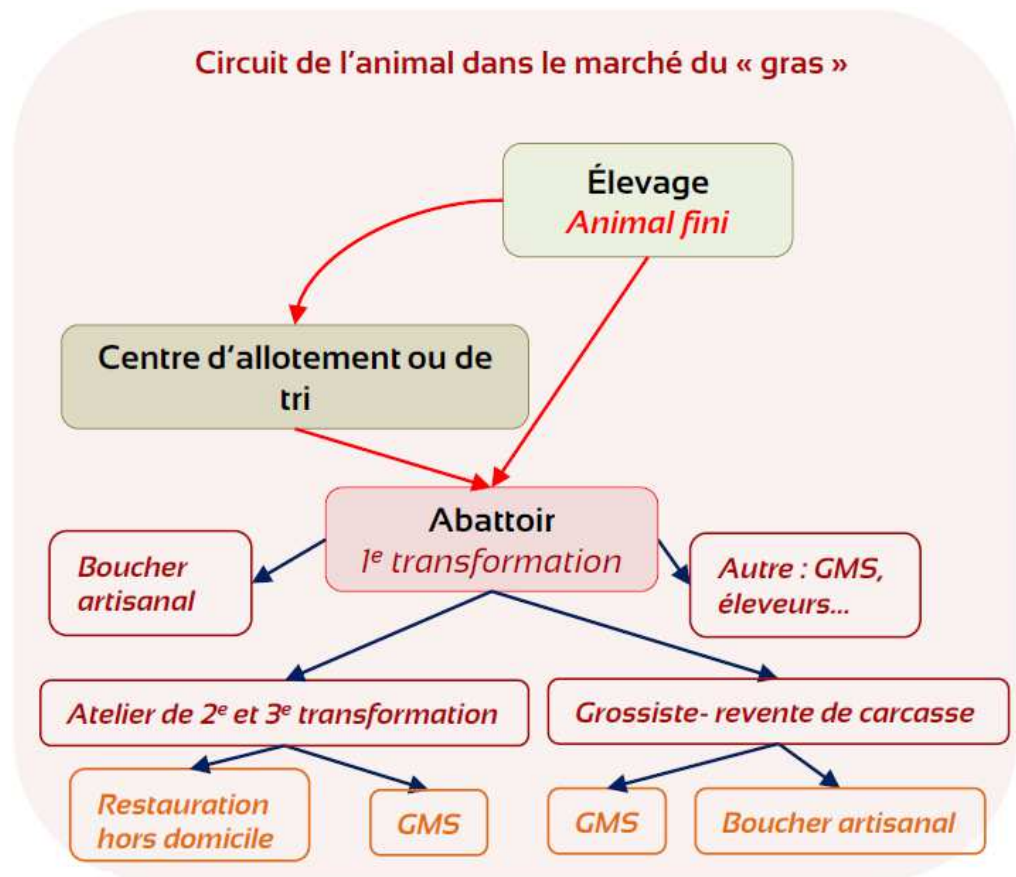 Circuit de l'animal dans le marché du « gras »
Élevage
Animal fini
Centre d'allotement ou de
tri
Abattoir
1e transformation
Boucher
artisanal
Autre : GMS,
éleveurs...
Atelier de 2e et 3e transformation
Grossiste- revente de carcasse
Restauration
hors domicile
GMS
GMS
Boucher artisanal